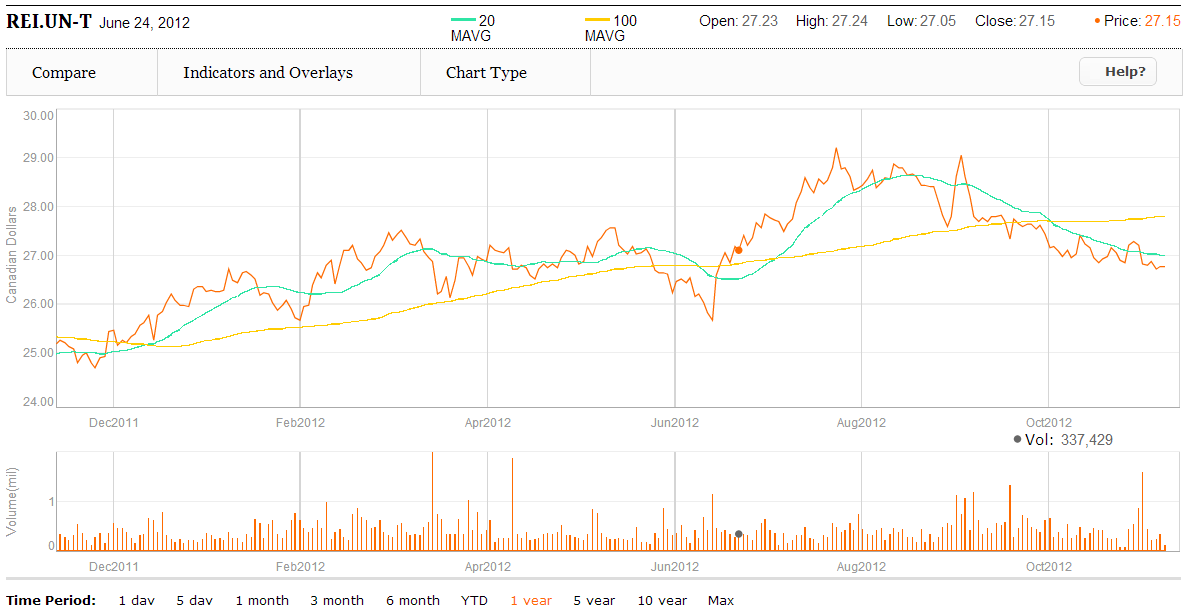 REI.UN-T June 24, 2012 20 MAVG 100 MAVG Open: 27.23 High: 27.24 Low: 27.05 Close: 27.15 Price: 27.15
Compare Indicators and Overlays Chart Type Help?
30.00
29.00
28.00
27.00
26.00
25.00
24.00
Canadian Dollars
Dec2011 Feb2012 Apr2012 Jun2012 Aug2012 Oct2012
Vol: 337,429
1
0
Volume(mil)
Dec2011 Feb2012 Apr2012 Jun2012 Aug2012 Oct2012
Time Period: 1 day 5 day 1 month 3 month 6 month YTD 1 year 5 year 10 year Max